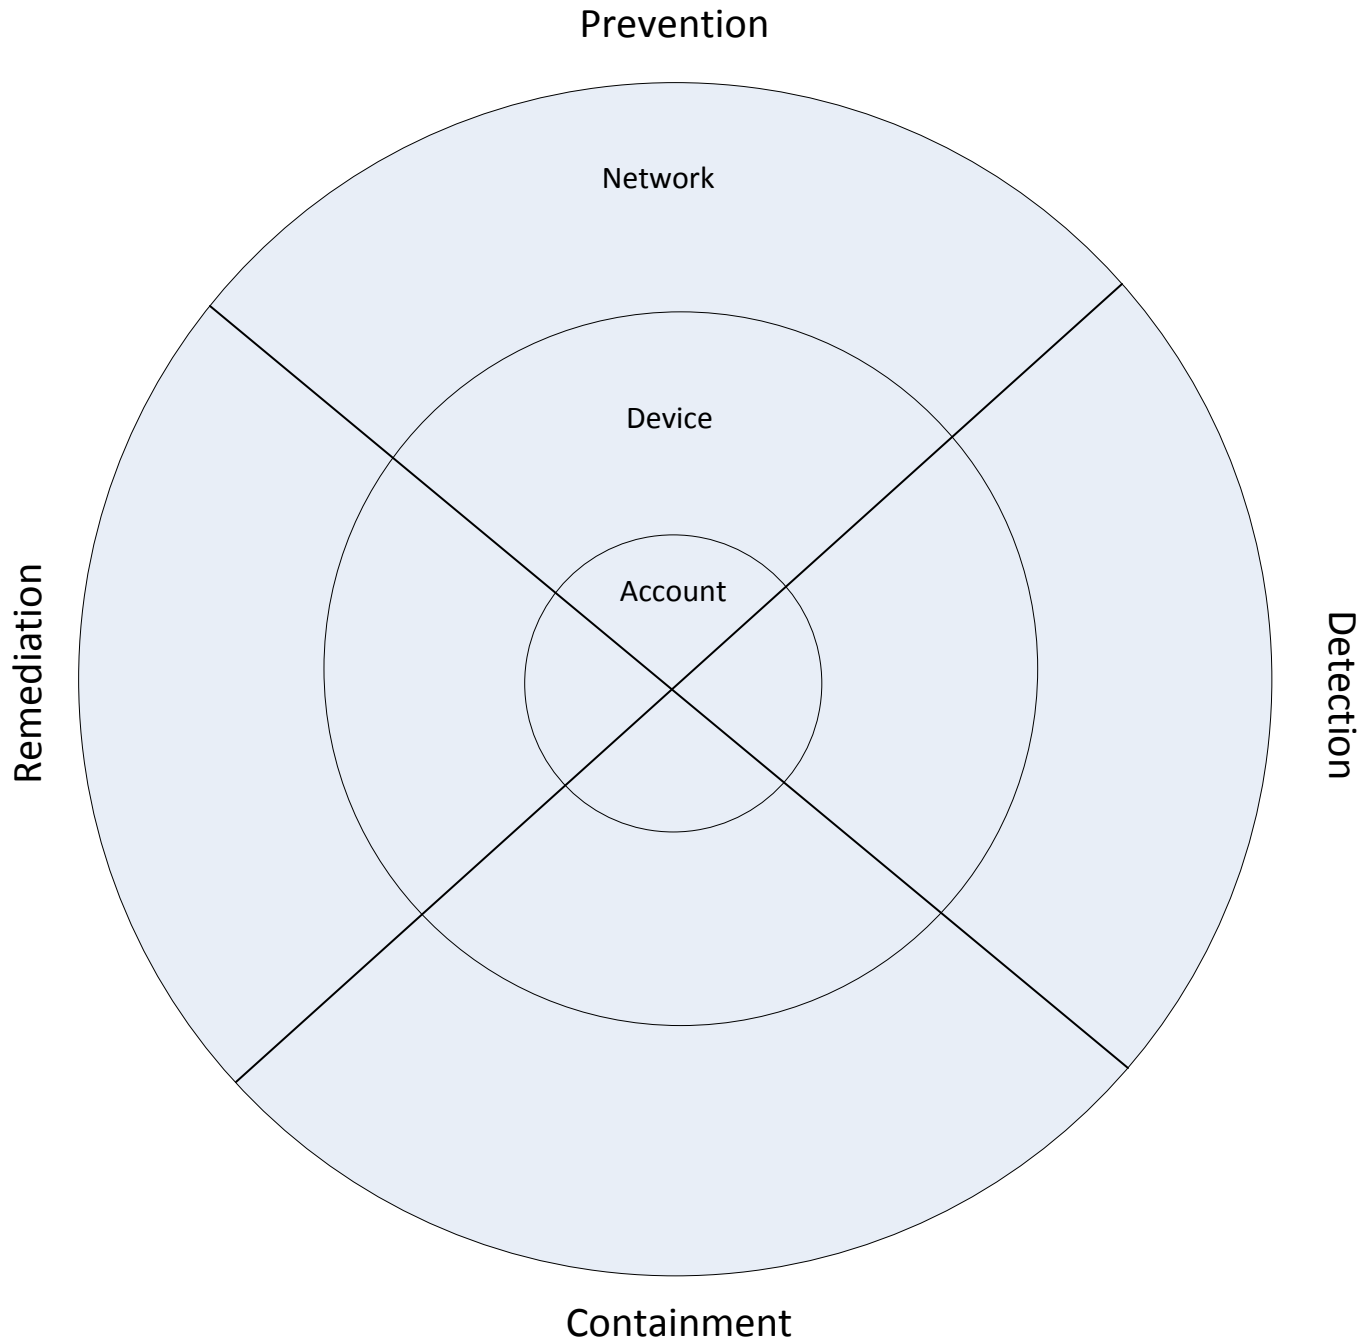 Prevention
Network
Device
Account
Remediation
Detection
Containment